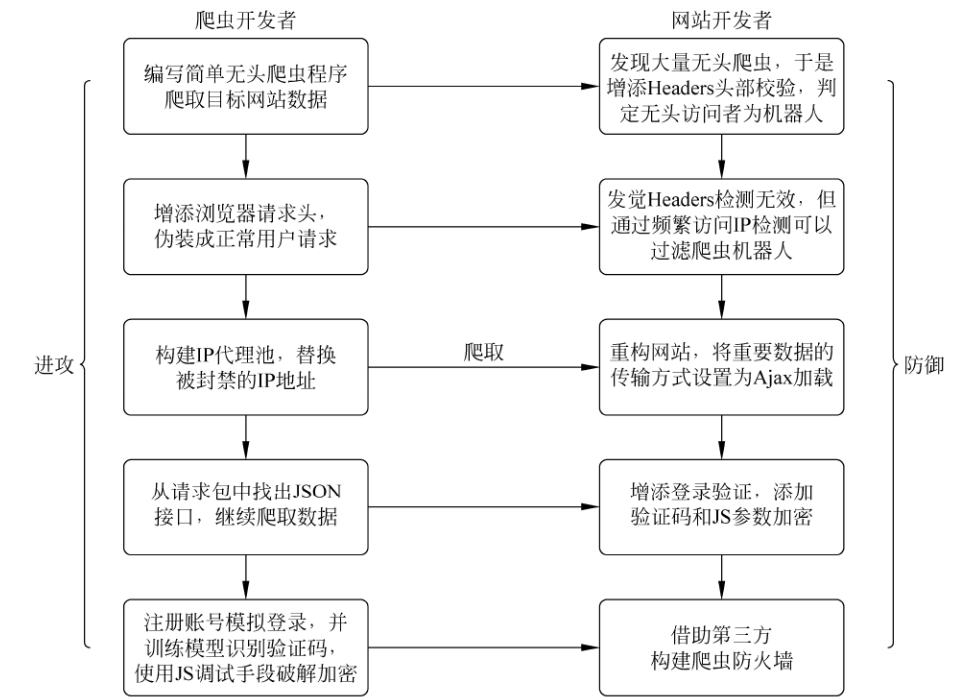 爬虫开发者
网站开发者
编写简单无头爬虫程序
爬取目标网站数据
发现大量无头爬虫，于是
增添Headers头部校验，判
定无头访问者为机器人
增添浏览器请求头，
伪装成正常用户请求
发觉Headers检测无效，但
通过频繁访问IP检测可以
过滤爬虫机器人
进攻
构建IP代理池，替换
被封禁的IP地址
爬取
重构网站，将重要数据的
传输方式设置为Ajax加载
防御
从请求包中找出JSON
接口，继续爬取数据
增添登录验证，添加
验证码和JS参数加密
注册账号模拟登录，并
训练模型识别验证码，
使用JS调试手段破解加密
借助第三方
构建爬虫防火墙